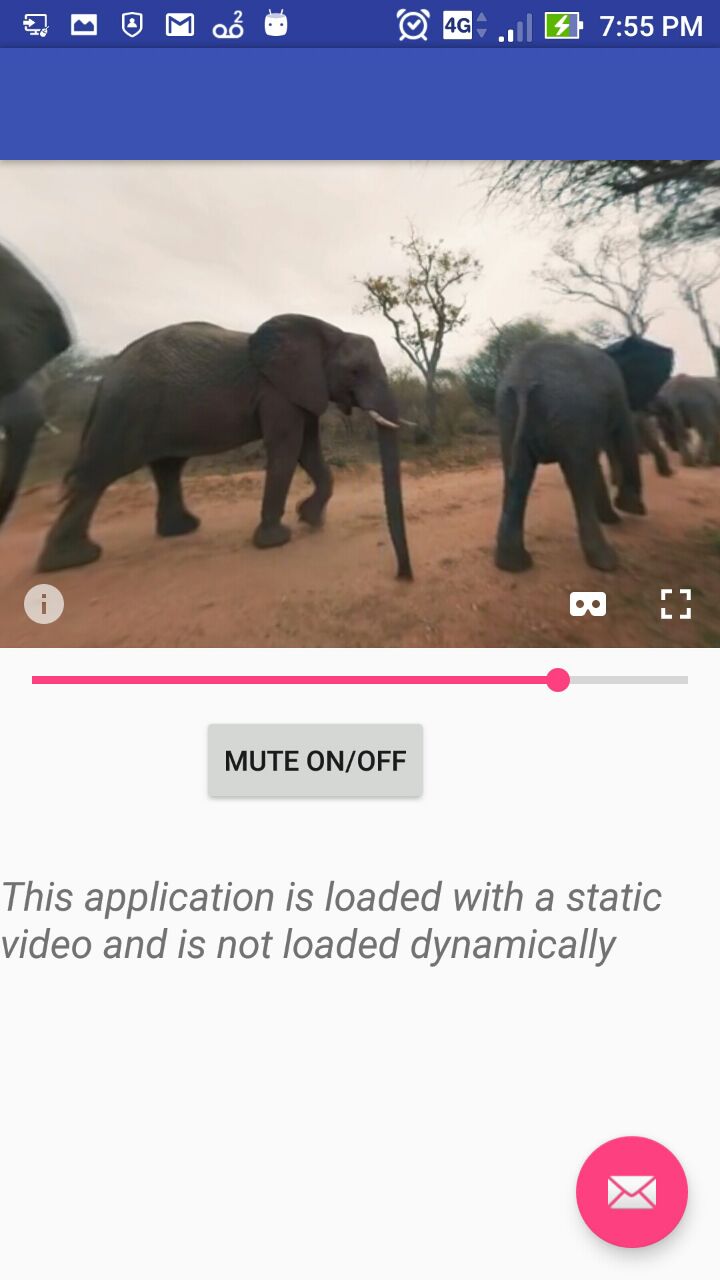 2
4G
7:55 PM
i
MUTE ON/OFF
This application is loaded with a static
video and is not loaded dynamically